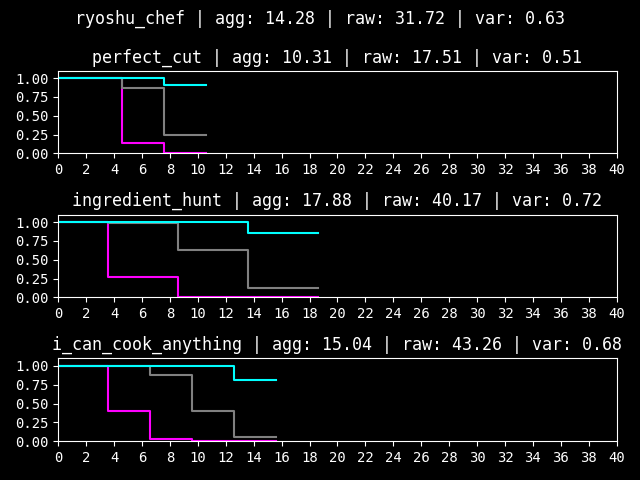 ryoshu_chef | agg: 14.28 | raw: 31.72 | var: 0.63
perfect_cut | agg: 10.31 | raw: 17.51 | var: 0.51
1.00
0.75
0.50
0.25
0.00
0 2 4 6 8 10 12 14 16 18 20 22 24 26 28 30 32 34 36 38 40
ingredient_hunt | agg: 17.88 | raw: 40.17 | var: 0.72
1.00
0.75
0.50
0.25
0.00
0 2 4 6 8 10 12 14 16 18 20 22 24 26 28 30 32 34 36 38 40
i_can_cook_anything | agg: 15.04 | raw: 43.26 | var: 0.68
1.00
0.75
0.50
0.25
0.00
0 2 4 6 8 10 12 14 16 18 20 22 24 26 28 30 32 34 36 38 40